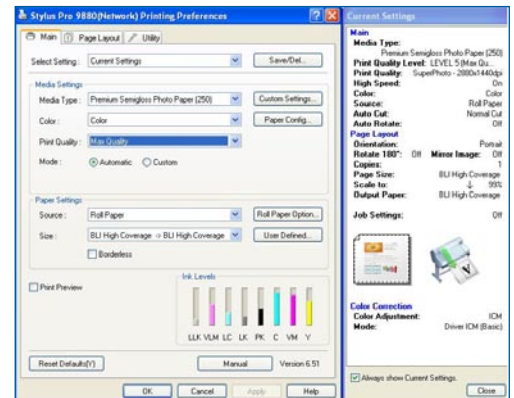 Stylus Pro 9880(Network) Printing Preferences
Main
Page Layout
Utility
Select Setting :
Current Settings
Save/Del...
Media Settings
Media Type :
Premium Semigloss Photo Paper (250)
Custom Settings...
Color :
Color
Paper Config...
Print Quality :
Max Quality
Mode :
Automatic
Custom
Paper Settings
Source :
Roll Paper
Roll Paper Option...
Size :
BLI High Coverage -> BLI High Coverage
User Defined...
Borderless
Print Preview
Ink Levels
LLK VLM LC LK PK C VM Y
Reset Defaults(Y)
Manual
Version 6.51
OK
Cancel
Apply
Help
Current Settings
Main
Media Type:
Premium Semigloss Photo Paper (250)
Print Quality Level: LEVEL 5 (Max Qu...
Print Quality: SuperPhoto - 2880x1440dpi
High Speed: On
Color: Color
Source: Roll Paper
Auto Cut: Normal Cut
Auto Rotate: Off
Page Layout
Orientation: Portrait
Rotate 180°: Off Mirror Image: Off
Copies: 1
Page Size: BLI High Coverage
Scale to: ↓ 99%
Output Paper: BLI High Coverage
Job Settings: Off
Color Correction
Color Adjustment: ICM
Mode: Driver ICM (Basic)
Always show Current Settings.
Close